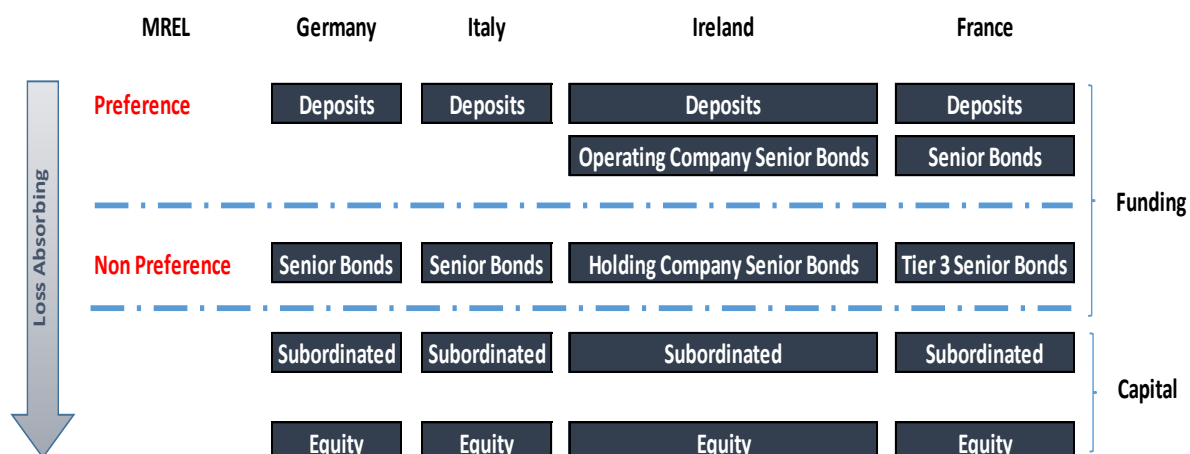 MREL Germany Italy Ireland France
Preference Deposits Deposits Deposits Deposits
Operating Company Senior Bonds Senior Bonds
Funding
Non Preference Senior Bonds Senior Bonds Holding Company Senior Bonds Tier 3 Senior Bonds
Loss Absorbing
Subordinated Subordinated Subordinated Subordinated
Capital
Equity Equity Equity Equity